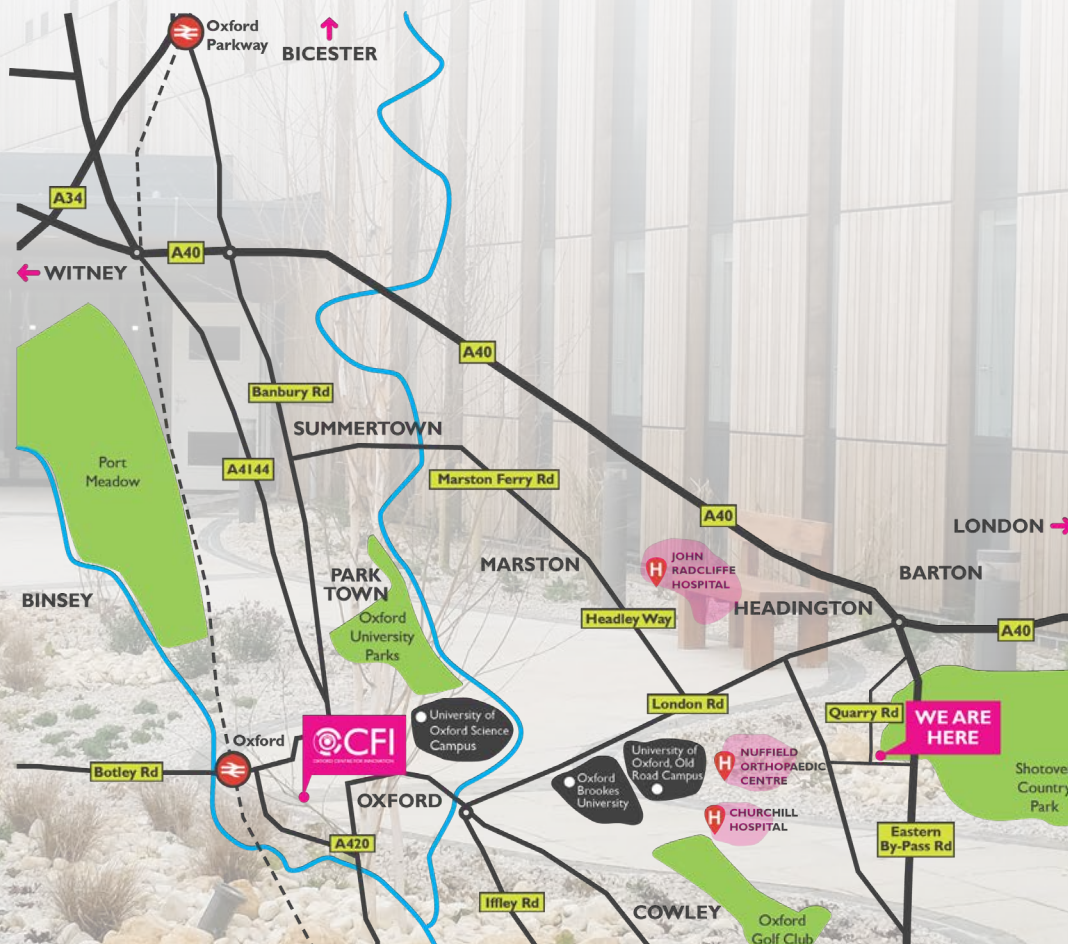 Oxford
Parkway
BICESTER
A34
A40
WITNEY
A40
Banbury Rd
SUMMERTOWN
A4144
Marston Ferry Rd
Port
Meadow
A40
LONDON
JOHN
RADCLIFFE
HOSPITAL
MARSTON
BARTON
PARK
TOWN
BINSEY
HEADINGTON
Oxford
University
Parks
Headley Way
A40
London Rd
Quarry Rd
WE ARE
HERE
University of
Oxford Science
Campus
CFI
OXFORD CENTRE FOR INNOVATION
Oxford
University of
Oxford, Old
Road Campus
NUFFIELD
ORTHOPAEDIC
CENTRE
Botley Rd
Oxford
Brookes
University
Shotover
Country
Park
OXFORD
CHURCHILL
HOSPITAL
A420
Eastern
By-Pass Rd
Iffley Rd
COWLEY
Oxford
Golf Club